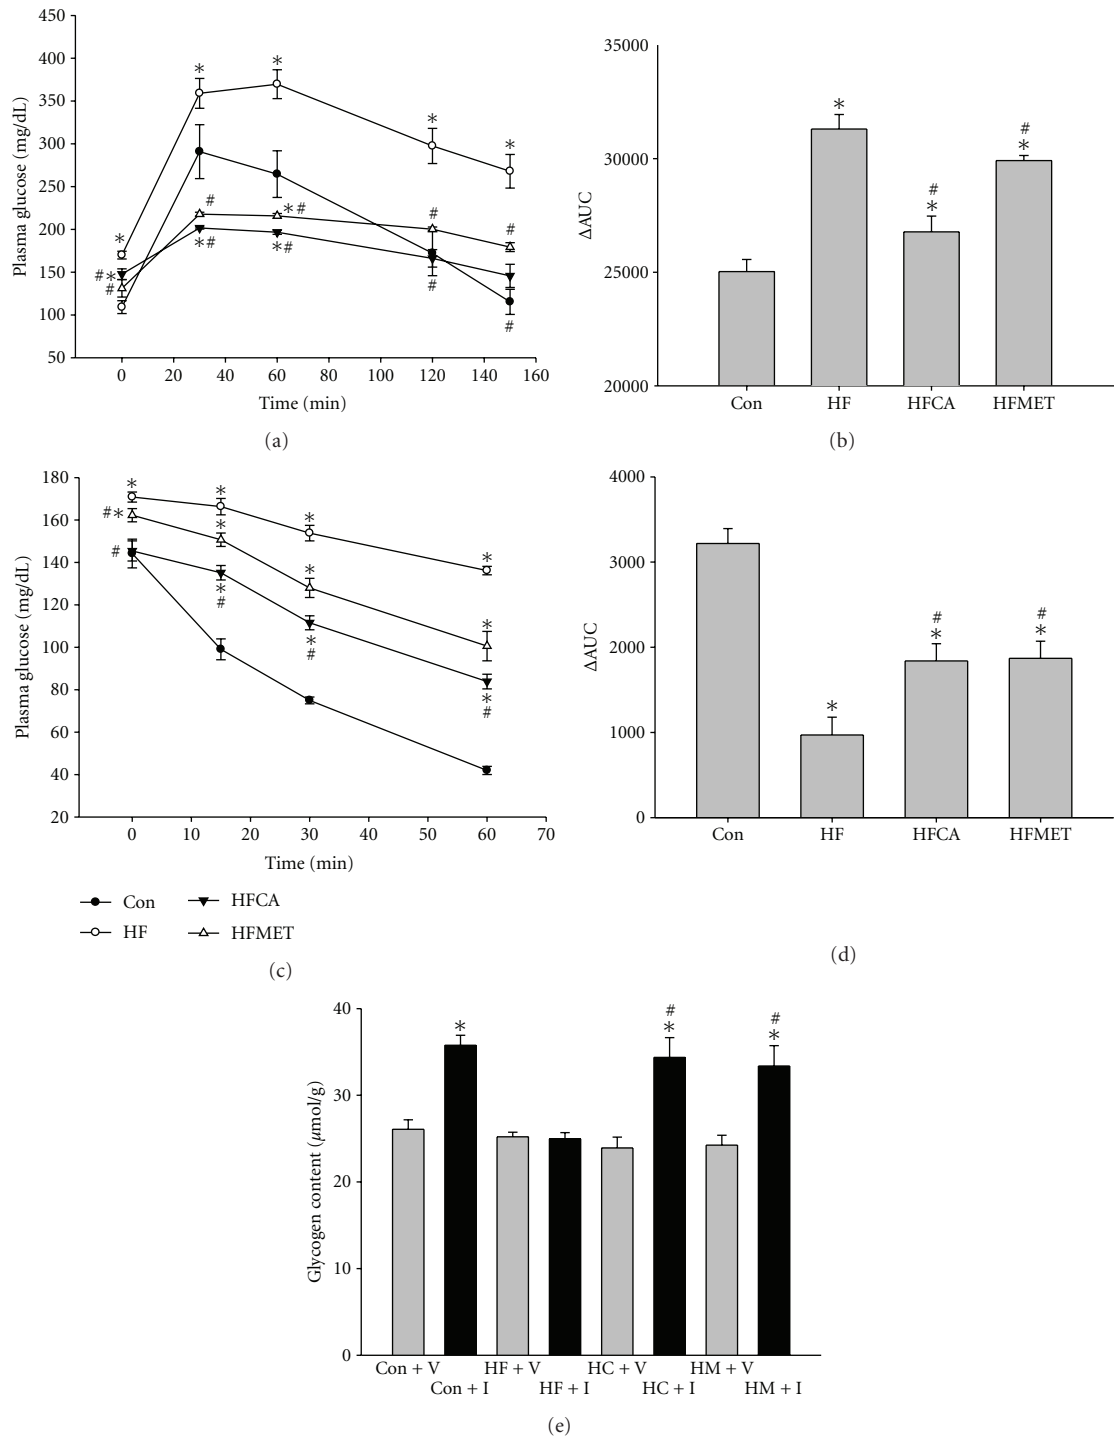 450
400
350
300
250
200
150
100
50
Plasma glucose (mg/dL)
* * * * *
# *# # #
#* *# *# #
# #
0 20 40 60 80 100 120 140 160
Time (min)
(a)
35000
30000
25000
20000
ΔAUC
* #* #*
Con HF HFCA HFMET
(b)
180
160
140
120
100
80
60
40
20
Plasma glucose (mg/dL)
* * * *
#* * * *
# *# *# *#
0 10 20 30 40 50 60 70
Time (min)
Con HFCA
HF HFMET
(c)
4000
3000
2000
1000
0
ΔAUC
* #* #*
Con HF HFCA HFMET
(d)
40
30
20
10
0
Glycogen content (μmol/g)
* #* #*
Con + V HF + V HC + V HM + V
Con + I HF + I HC + I HM + I
(e)